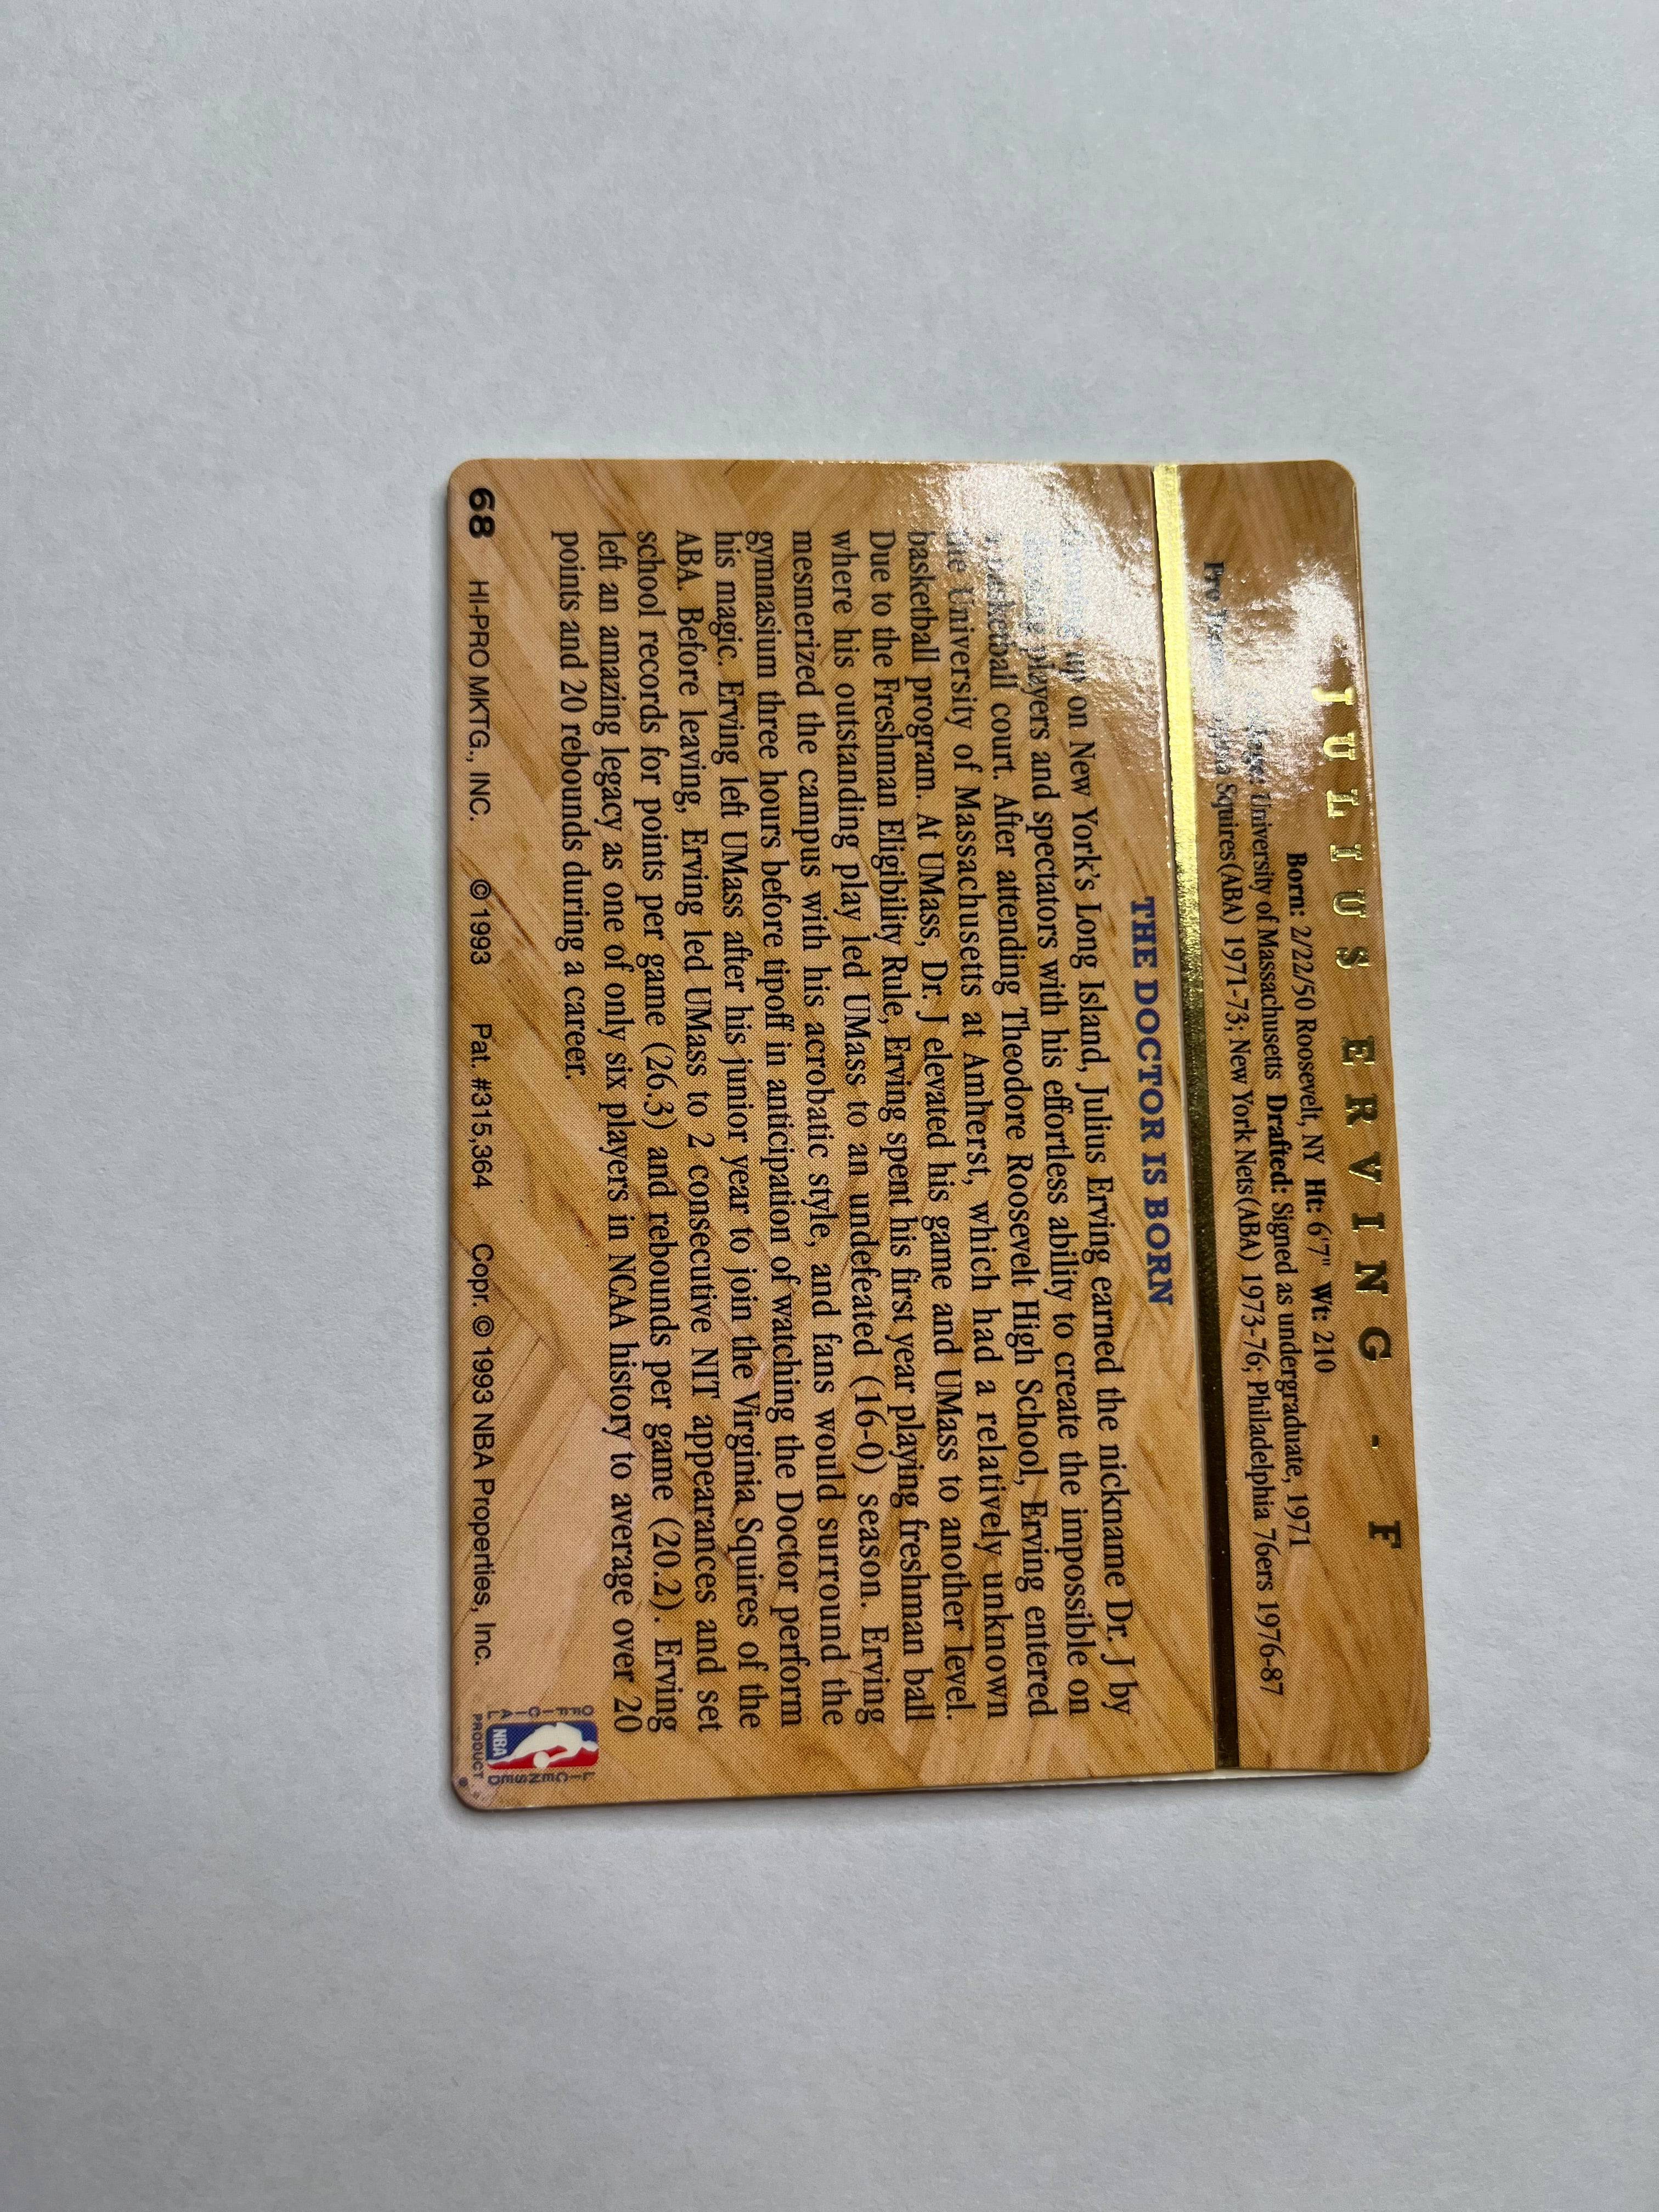 JULIUS ERVING - F
Born: 2/22/50 Roosevelt, NY Ht: 6'7" Wt: 210
University of Massachusetts Drafted: Signed as undergraduate, 1971
Pro Squires(ABA) 1971-73; New York Nets(ABA) 1973-76; Philadelphia 76ers 1976-87
THE DOCTOR IS BORN
up on New York's Long Island, Julius Erving earned the nickname Dr. J by
players and spectators with his effortless ability to create the impossible on
basketball court. After attending Theodore Roosevelt High School, Erving entered
the University of Massachusetts at Amherst, which had a relatively unknown
basketball program. At UMass, Dr. J elevated his game and UMass to another level.
Due to the Freshman Eligibility Rule, Erving spent his first year playing freshman ball
where his outstanding play led UMass to an undefeated (16-0) season. Erving
mesmerized the campus with his acrobatic style, and fans would surround the
gymnasium three hours before tipoff in anticipation of watching the Doctor perform
his magic. Erving left UMass after his junior year to join the Virginia Squires of the
ABA. Before leaving, Erving led UMass to 2 consecutive NIT appearances and set
school records for points per game (26.3) and rebounds per game (20.2). Erving
left an amazing legacy as one of only six players in NCAA history to average over 20
points and 20 rebounds during a career.
68 HI-PRO MKTG., INC. © 1993 Pat. #315,364 Copr. © 1993 NBA Properties, Inc.
OFFICIAL NBA LICENSED
PRODUCT